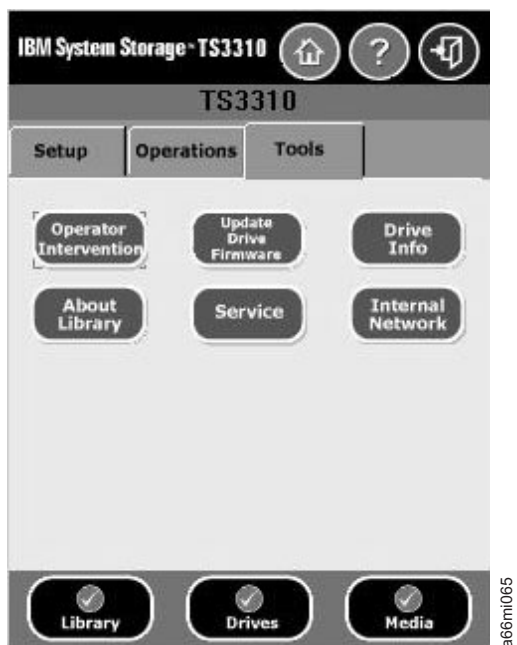 IBM System Storage™ TS3310
?
TS3310
Setup
Operations
Tools
Operator
Intervention
Update
Drive
Firmware
Drive
Info
About
Library
Service
Internal
Network
Library
Drives
Media
a66mi065